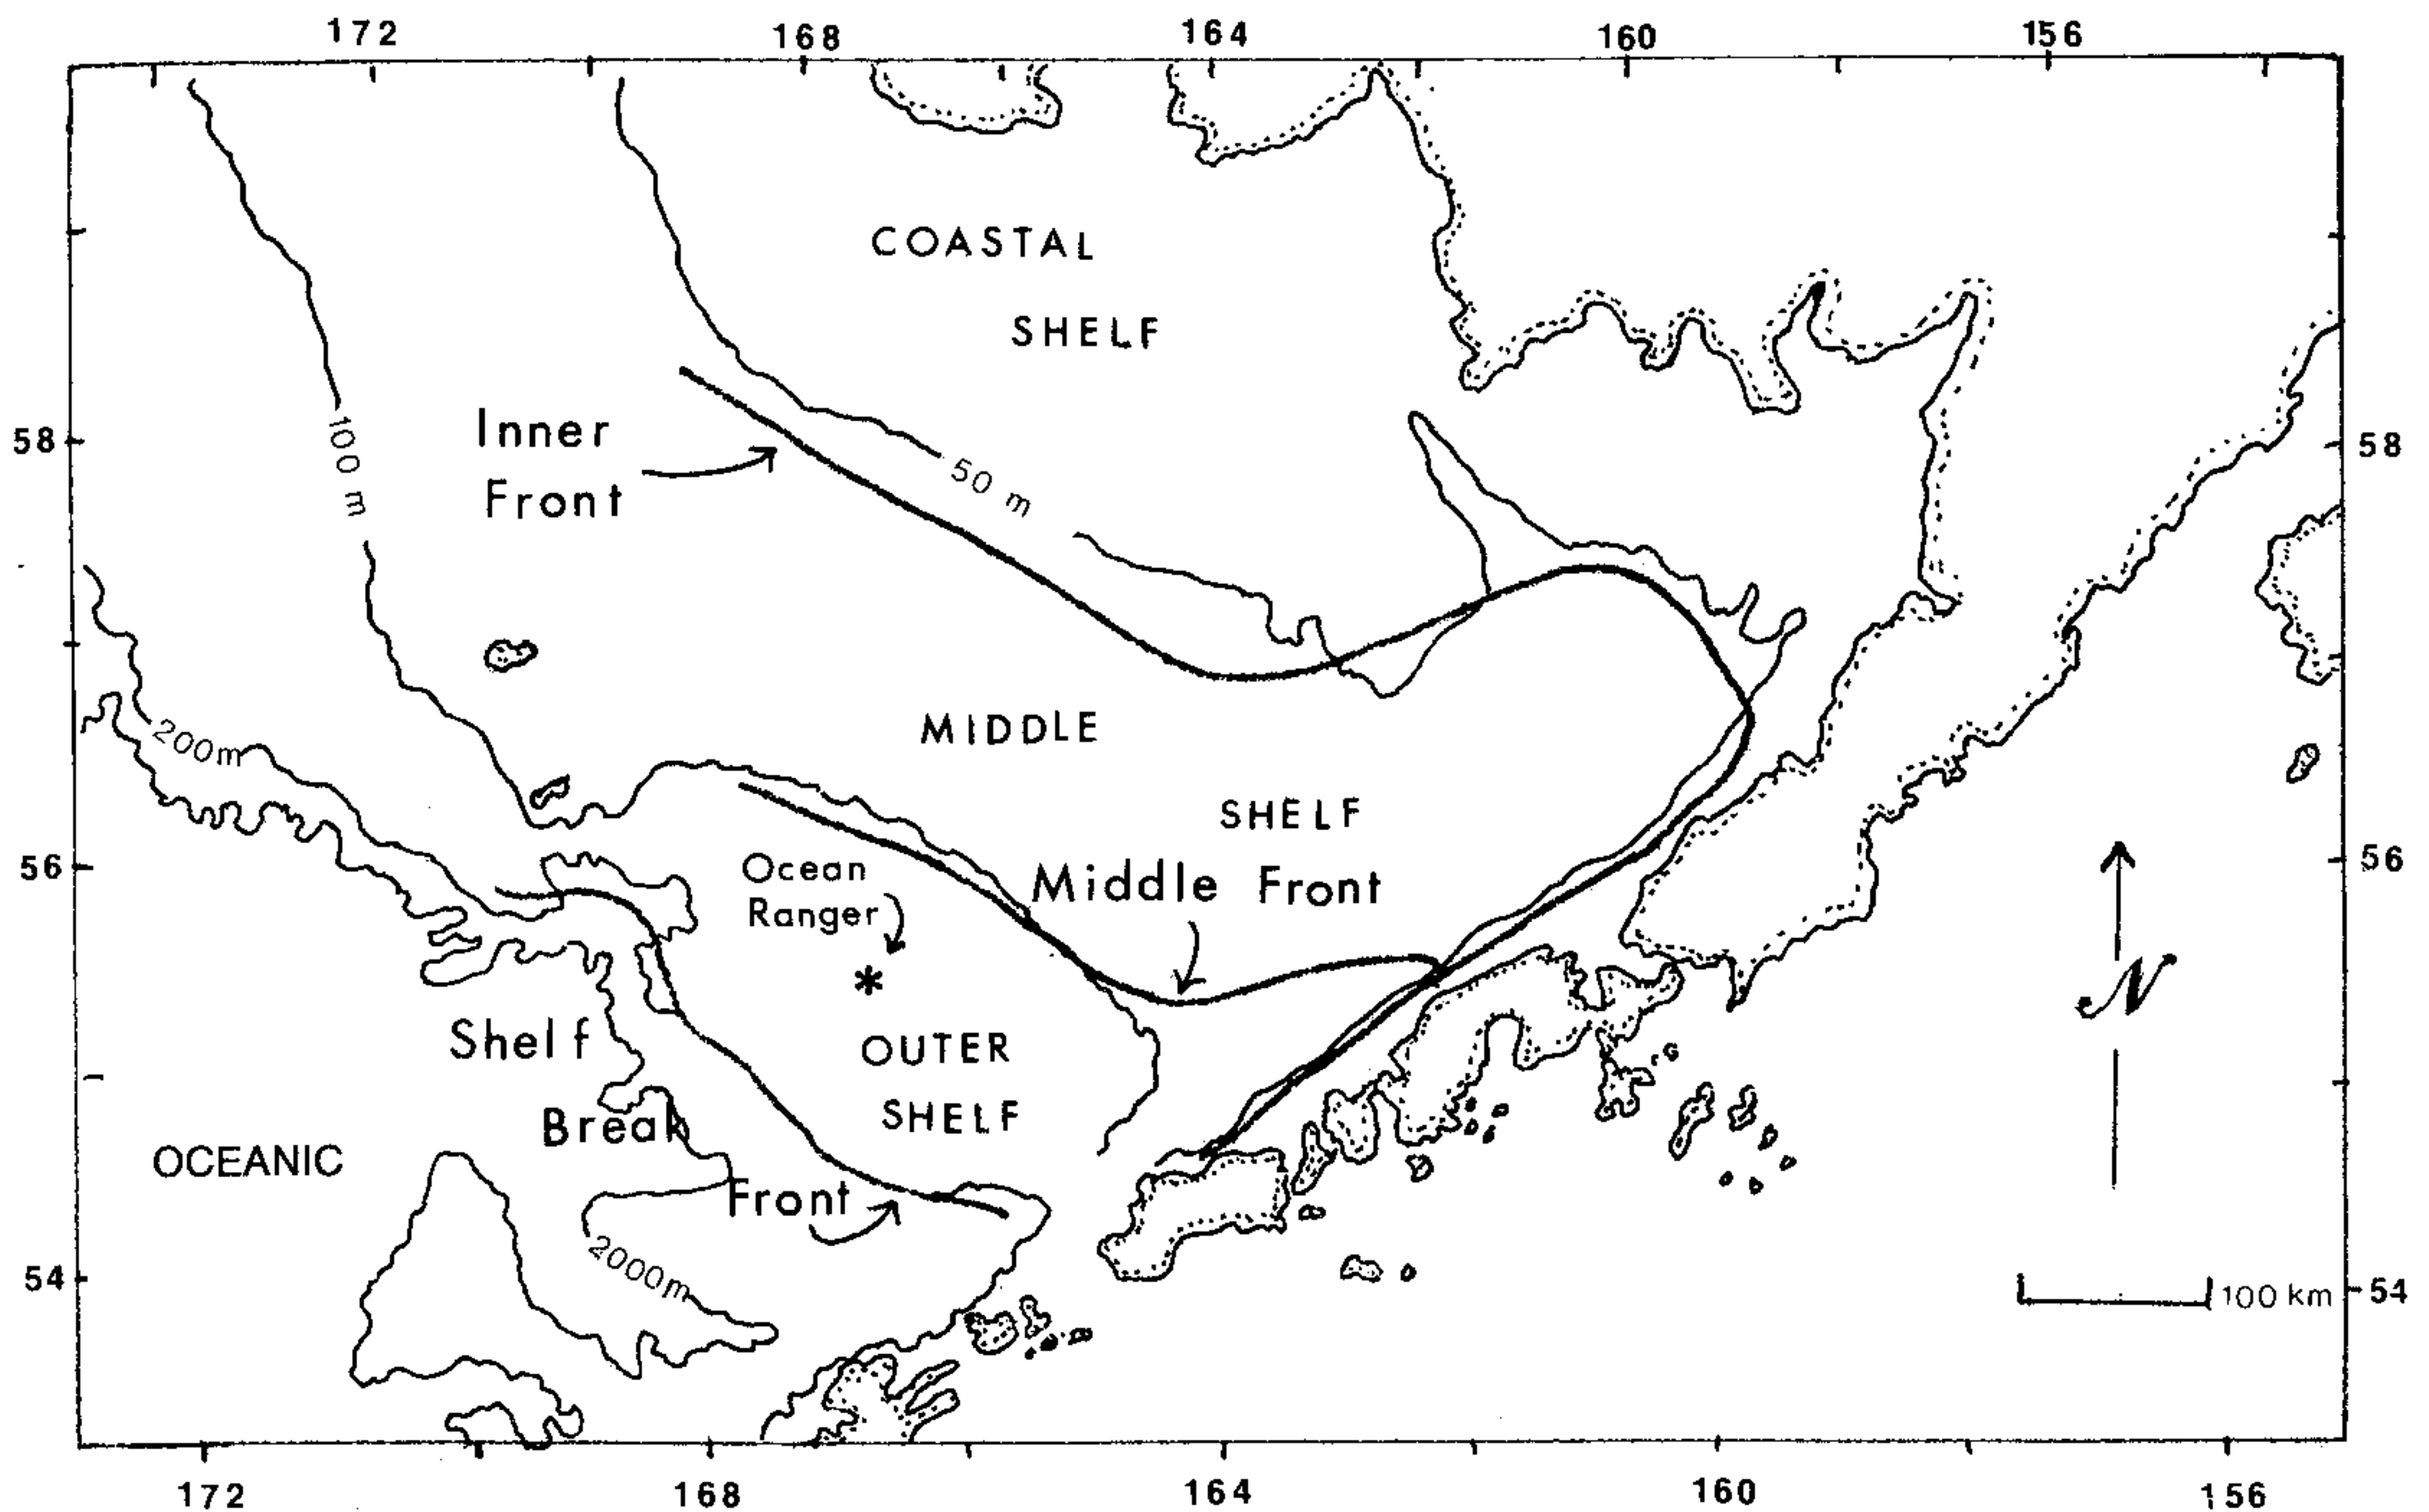 172 168 164 160 156
COASTAL
SHELF
Inner
Front
58
100 m
50 m
58
200m
MIDDLE
SHELF
56
Ocean
Ranger
Middle Front
56
*
N
Shelf
OUTER
SHELF
Break
OCEANIC
Front
2000m
54
100 km
54
172 168 164 160 156